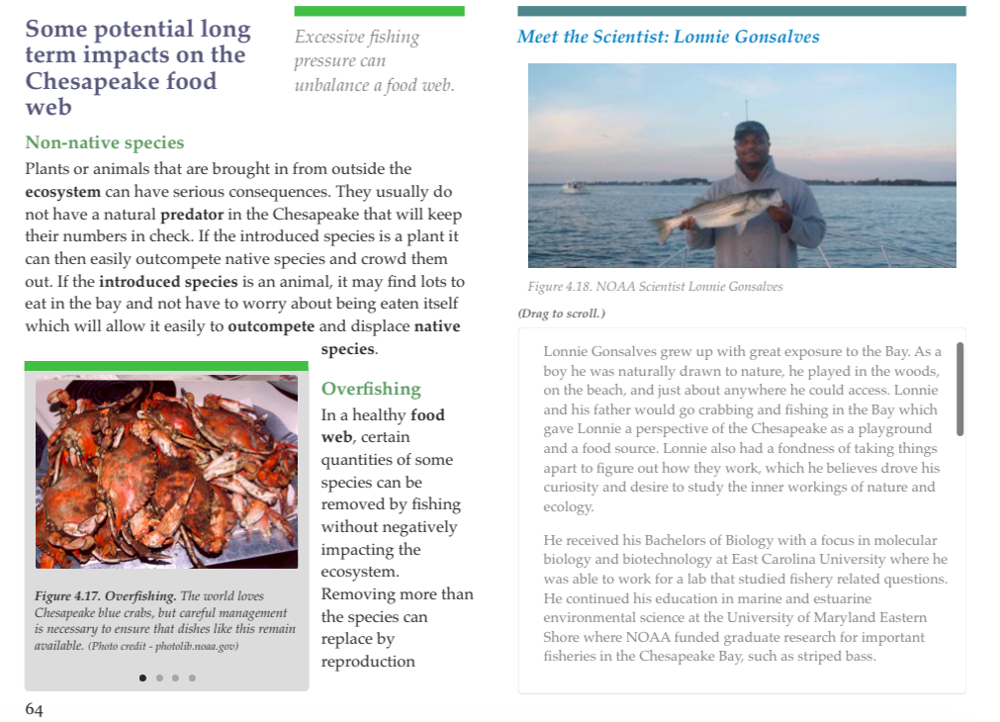 Some potential long
term impacts on the
Chesapeake food
web
Excessive fishing
pressure can
unbalance a food web.
Non-native species
Plants or animals that are brought in from outside the
ecosystem can have serious consequences. They usually do
not have a natural predator in the Chesapeake that will keep
their numbers in check. If the introduced species is a plant it
can then easily outcompete native species and crowd them
out. If the introduced species is an animal, it may find lots to
eat in the bay and not have to worry about being eaten itself
which will allow it easily to outcompete and displace native
species.
Overfishing
In a healthy food
web, certain
quantities of some
species can be
removed by fishing
without negatively
impacting the
ecosystem.
Removing more than
the species can
replace by
reproduction
Figure 4.17. Overfishing. The world loves
Chesapeake blue crabs, but careful management
is necessary to ensure that dishes like this remain
available. (Photo credit - photolib.noaa.gov)
64
Meet the Scientist: Lonnie Gonsalves
Figure 4.18. NOAA Scientist Lonnie Gonsalves
(Drag to scroll.)
Lonnie Gonsalves grew up with great exposure to the Bay. As a
boy he was naturally drawn to nature, he played in the woods,
on the beach, and just about anywhere he could access. Lonnie
and his father would go crabbing and fishing in the Bay which
gave Lonnie a perspective of the Chesapeake as a playground
and a food source. Lonnie also had a fondness of taking things
apart to figure out how they work, which he believes drove his
curiosity and desire to study the inner workings of nature and
ecology.
He received his Bachelors of Biology with a focus in molecular
biology and biotechnology at East Carolina University where he
was able to work for a lab that studied fishery related questions.
He continued his education in marine and estuarine
environmental science at the University of Maryland Eastern
Shore where NOAA funded graduate research for important
fisheries in the Chesapeake Bay, such as striped bass.